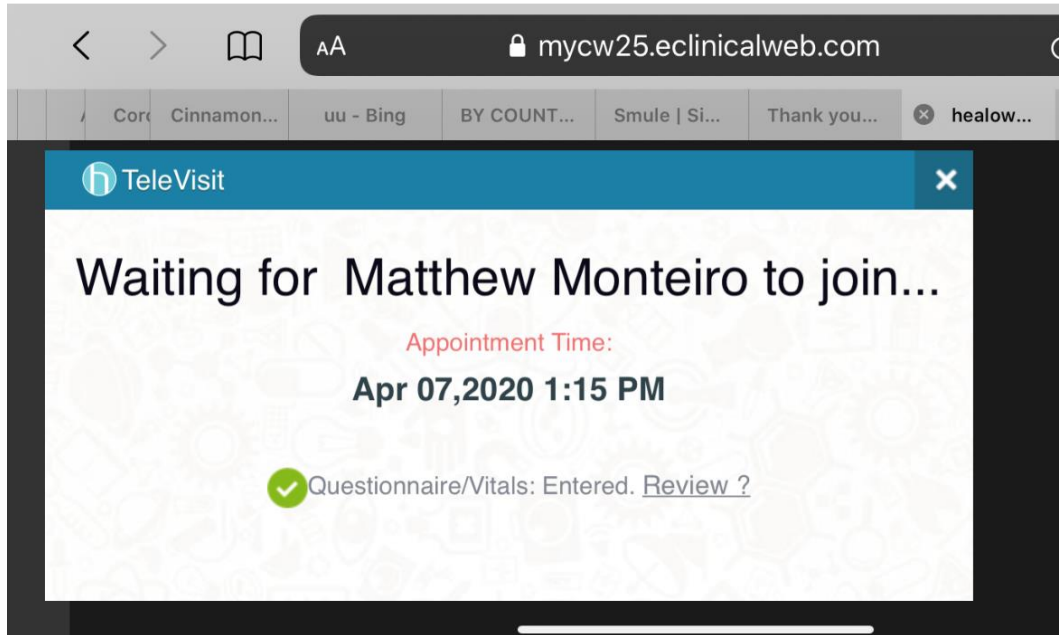 AA mycw25.eclinicalweb.com
Cinnamon... uu - Bing BY COUNT... Smule | Si... Thank you... healow...
h TeleVisit
Waiting for Matthew Monteiro to join...
Appointment Time:
Apr 07,2020 1:15 PM
Questionnaire/Vitals: Entered. Review ?